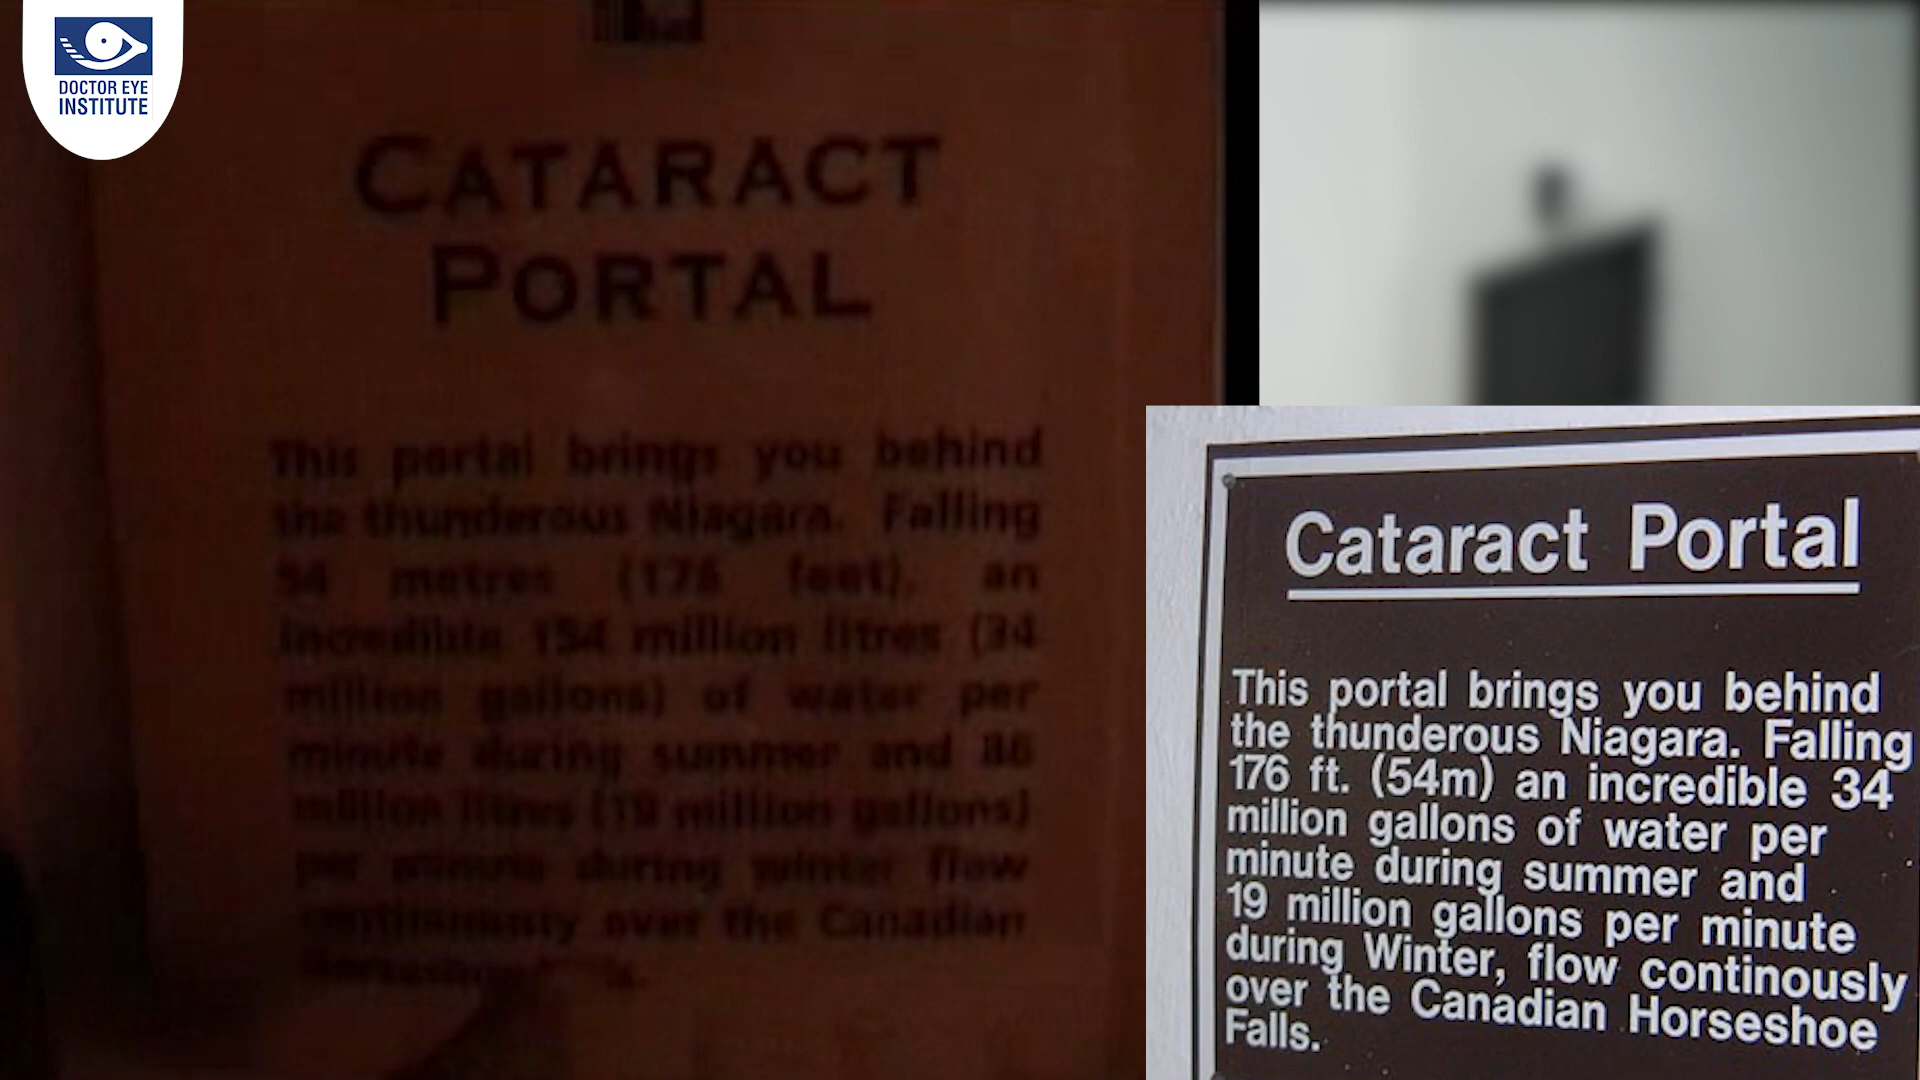 DOCTOR EYE
INSTITUTE
CATARACT
PORTAL
This portal brings you behind
the thunderous Niagara. Falling
54 metres (176 feet), an
incredible 154 million litres (34
million gallons) of water per
minute during summer and 86
million litres (19 million gallons)
per minute during winter flow
over the Canadian
Cataract Portal
This portal brings you behind
the thunderous Niagara. Falling
176 ft. (54m) an incredible 34
million gallons of water per
minute during summer and
19 million gallons per minute
during Winter, flow continously
over the Canadian Horseshoe
Falls.